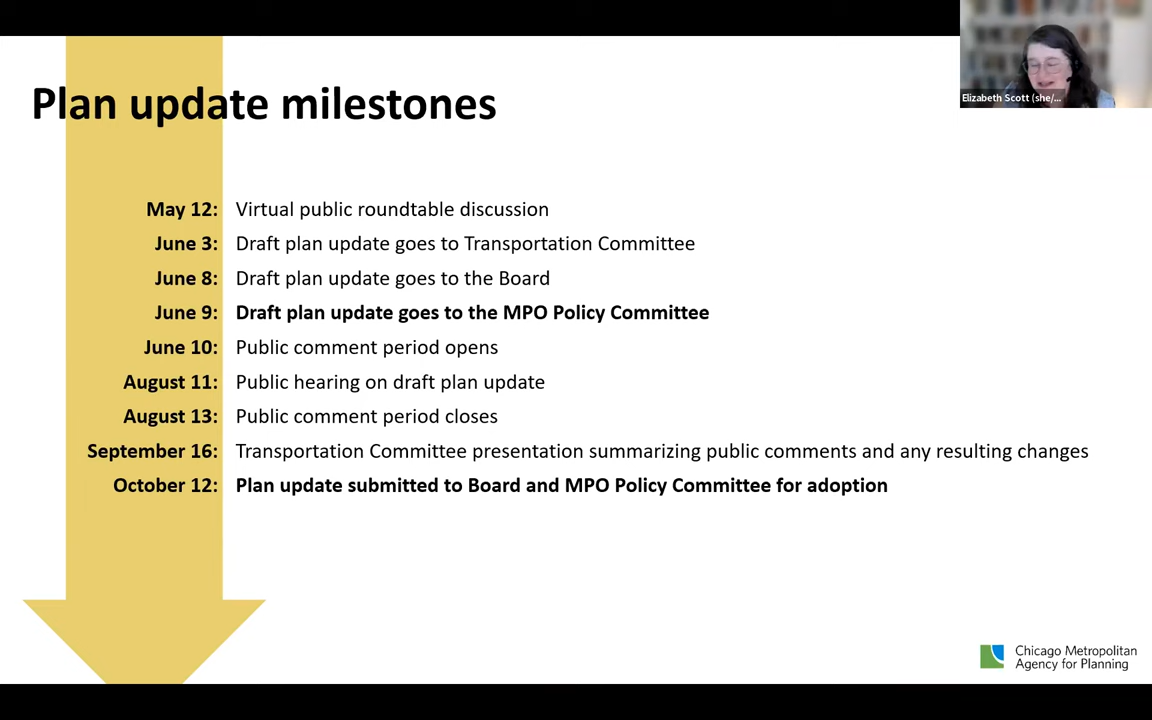 Elizabeth Scott (she/...
Plan update milestones
May 12: Virtual public roundtable discussion
June 3: Draft plan update goes to Transportation Committee
June 8: Draft plan update goes to the Board
June 9: Draft plan update goes to the MPO Policy Committee
June 10: Public comment period opens
August 11: Public hearing on draft plan update
August 13: Public comment period closes
September 16: Transportation Committee presentation summarizing public comments and any resulting changes
October 12: Plan update submitted to Board and MPO Policy Committee for adoption
Chicago Metropolitan
Agency for Planning